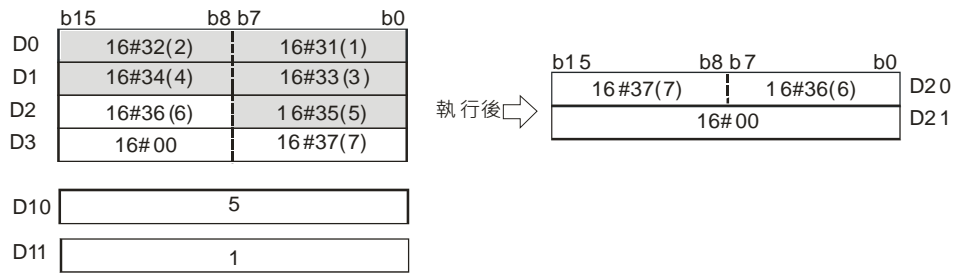 b15 b8 b7 b0
D0 16#32(2) 16#31(1)
D1 16#34(4) 16#33(3)
D2 16#36(6) 16#35(5)
D3 16#00 16#37(7)
D10 5
D11 1
執行後
b15 b8 b7 b0
16#37(7) 16#36(6) D20
16#00 D21